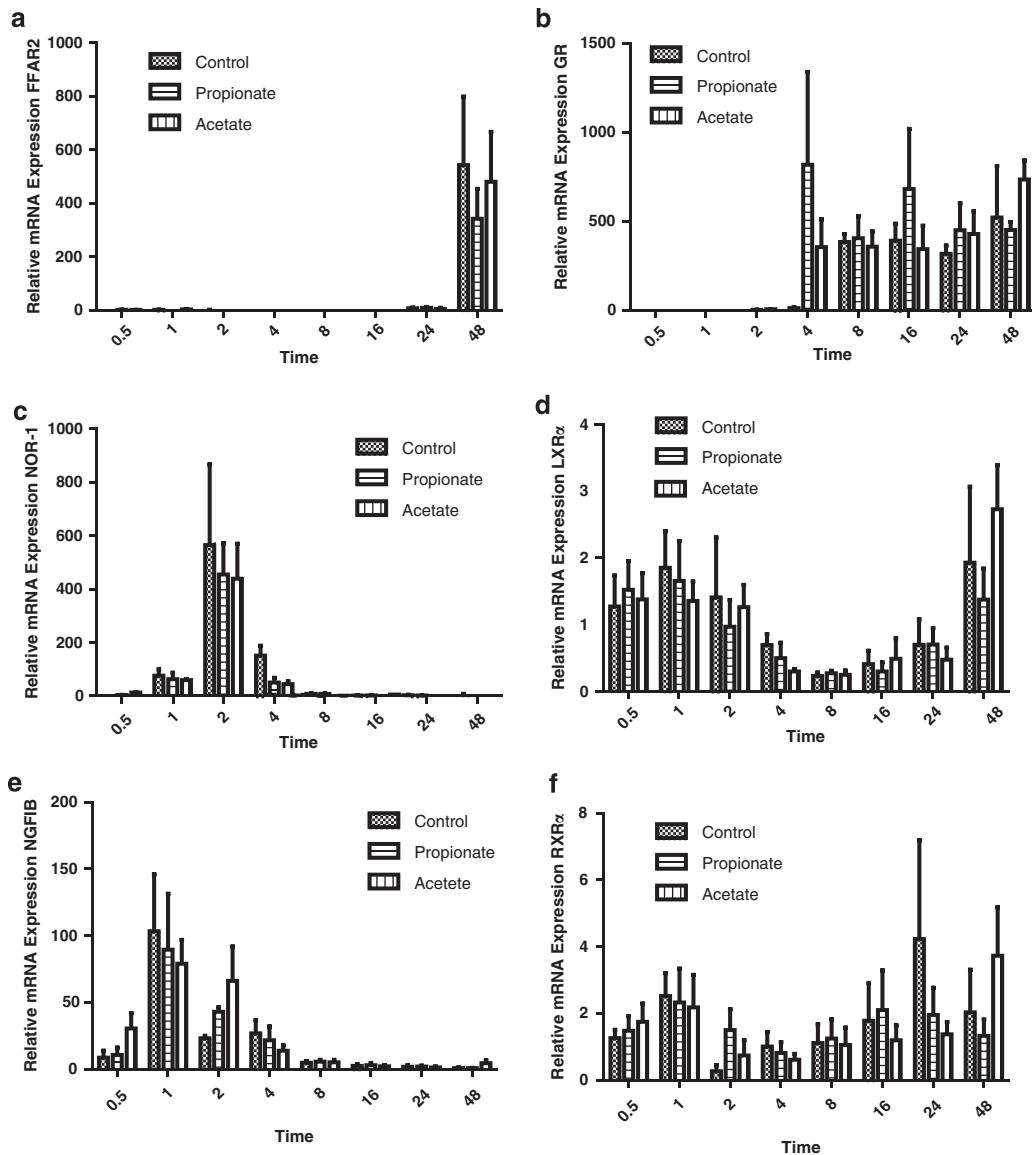 a
Relative mRNA Expression FFAR2
1000
800
600
400
200
0
Control
Propionate
Acetate
0.5
1
2
4
8
16
24
48
Time
b
Relative mRNA Expression GR
1500
1000
500
0
Control
Propionate
Acetate
0.5
1
2
4
8
16
24
48
Time
c
Relative mRNA Expression NOR-1
1000
800
600
400
200
0
Control
Propionate
Acetate
0.5
1
2
4
8
16
24
48
Time
d
Relative mRNA Expression LXRα
4
3
2
1
0
Control
Propionate
Acetate
0.5
1
2
4
8
16
24
48
Time
e
Relative mRNA Expression NGFIB
200
150
100
50
0
Control
Propionate
Acetete
0.5
1
2
4
8
16
24
48
Time
f
Relative mRNA Expression RXRα
8
6
4
2
0
Control
Propionate
Acetate
0.5
1
2
4
8
16
24
48
Time